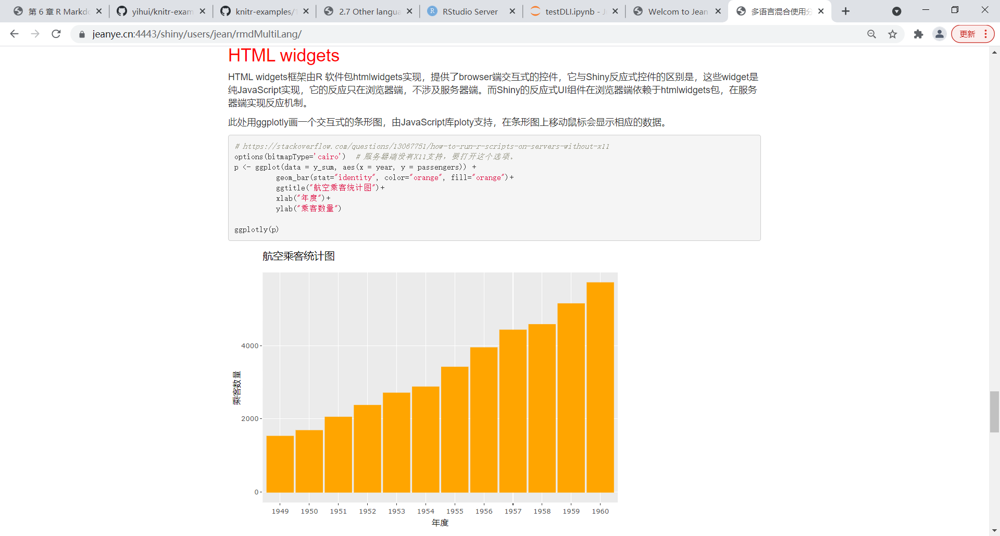 第 6 章 R Markdo
yihui/knitr-exam
knitr-examples/1
2.7 Other langua
RStudio Server
testDLI.ipynb - J
Welcom to Jean
多语言混合使用分
jeanye.cn:4443/shiny/users/jean/rmdMultiLang/
更新
HTML widgets
HTML widgets框架由R 软件包htmlwidgets实现，提供了browser端交互式的控件，它与Shiny反应式控件的区别是，这些widget是
纯JavaScript实现，它的反应只在浏览器端，不涉及服务器端。而Shiny的反应式UI组件在浏览器端依赖于htmlwidgets包，在服务
器端实现反应机制。
此处用ggplotly画一个交互式的条形图，由JavaScript库ploty支持，在条形图上移动鼠标会显示相应的数据。
# https://stackoverflow.com/questions/13067751/how-to-run-r-scripts-on-servers-without-x11
options(bitmapType='cairo')  # 服务器端没有X11支持，要打开这个选项。
p <- ggplot(data = y_sum, aes(x = year, y = passengers)) +
geom_bar(stat="identity", color="orange", fill="orange")+
ggtitle("航空乘客统计图")+
xlab("年度")+
ylab("乘客数量")
ggplotly(p)
航空乘客统计图
乘客数量
4000
2000
0
1949 1950 1951 1952 1953 1954 1955 1956 1957 1958 1959 1960
年度